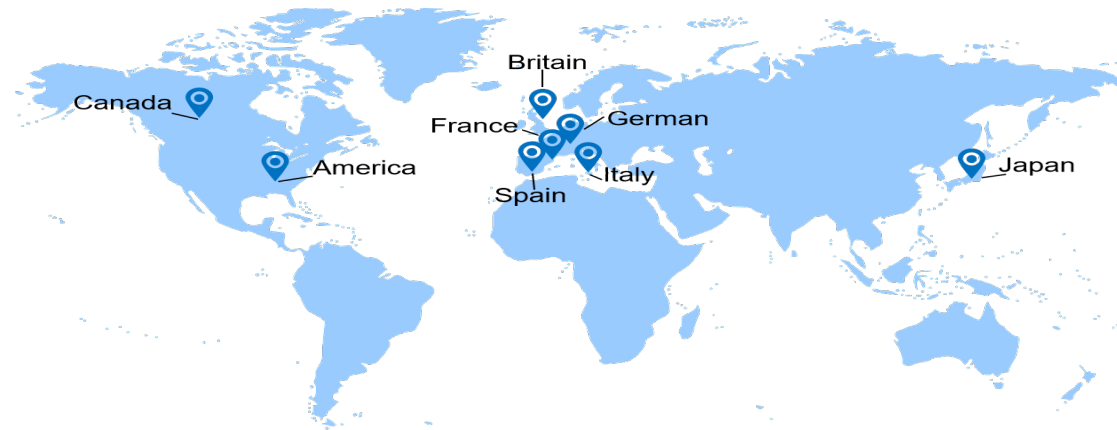 Britain
Canada
France
German
America
Italy
Japan
Spain